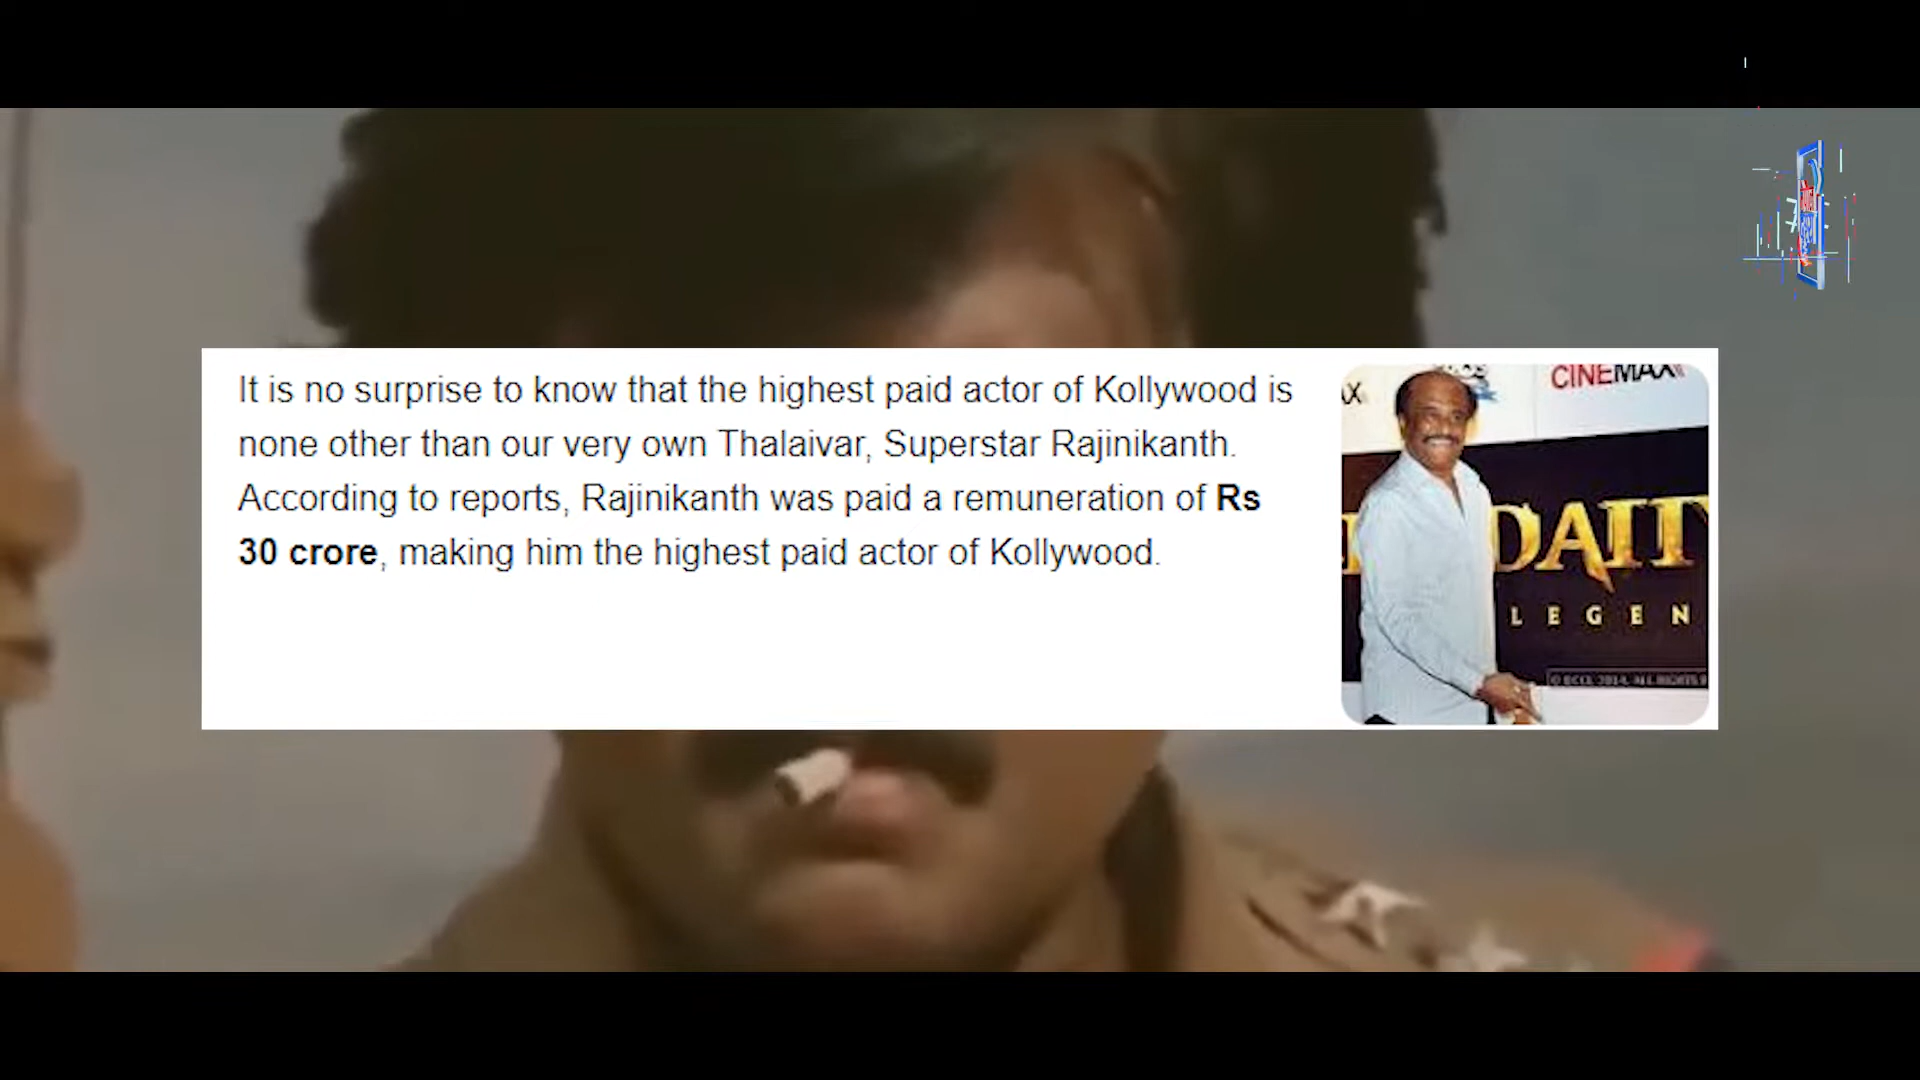 It is no surprise to know that the highest paid actor of Kollywood is
none other than our very own Thalaivar, Superstar Rajinikanth.
According to reports, Rajinikanth was paid a remuneration of Rs
30 crore, making him the highest paid actor of Kollywood.
CINEMAX
DAII
LEGEN